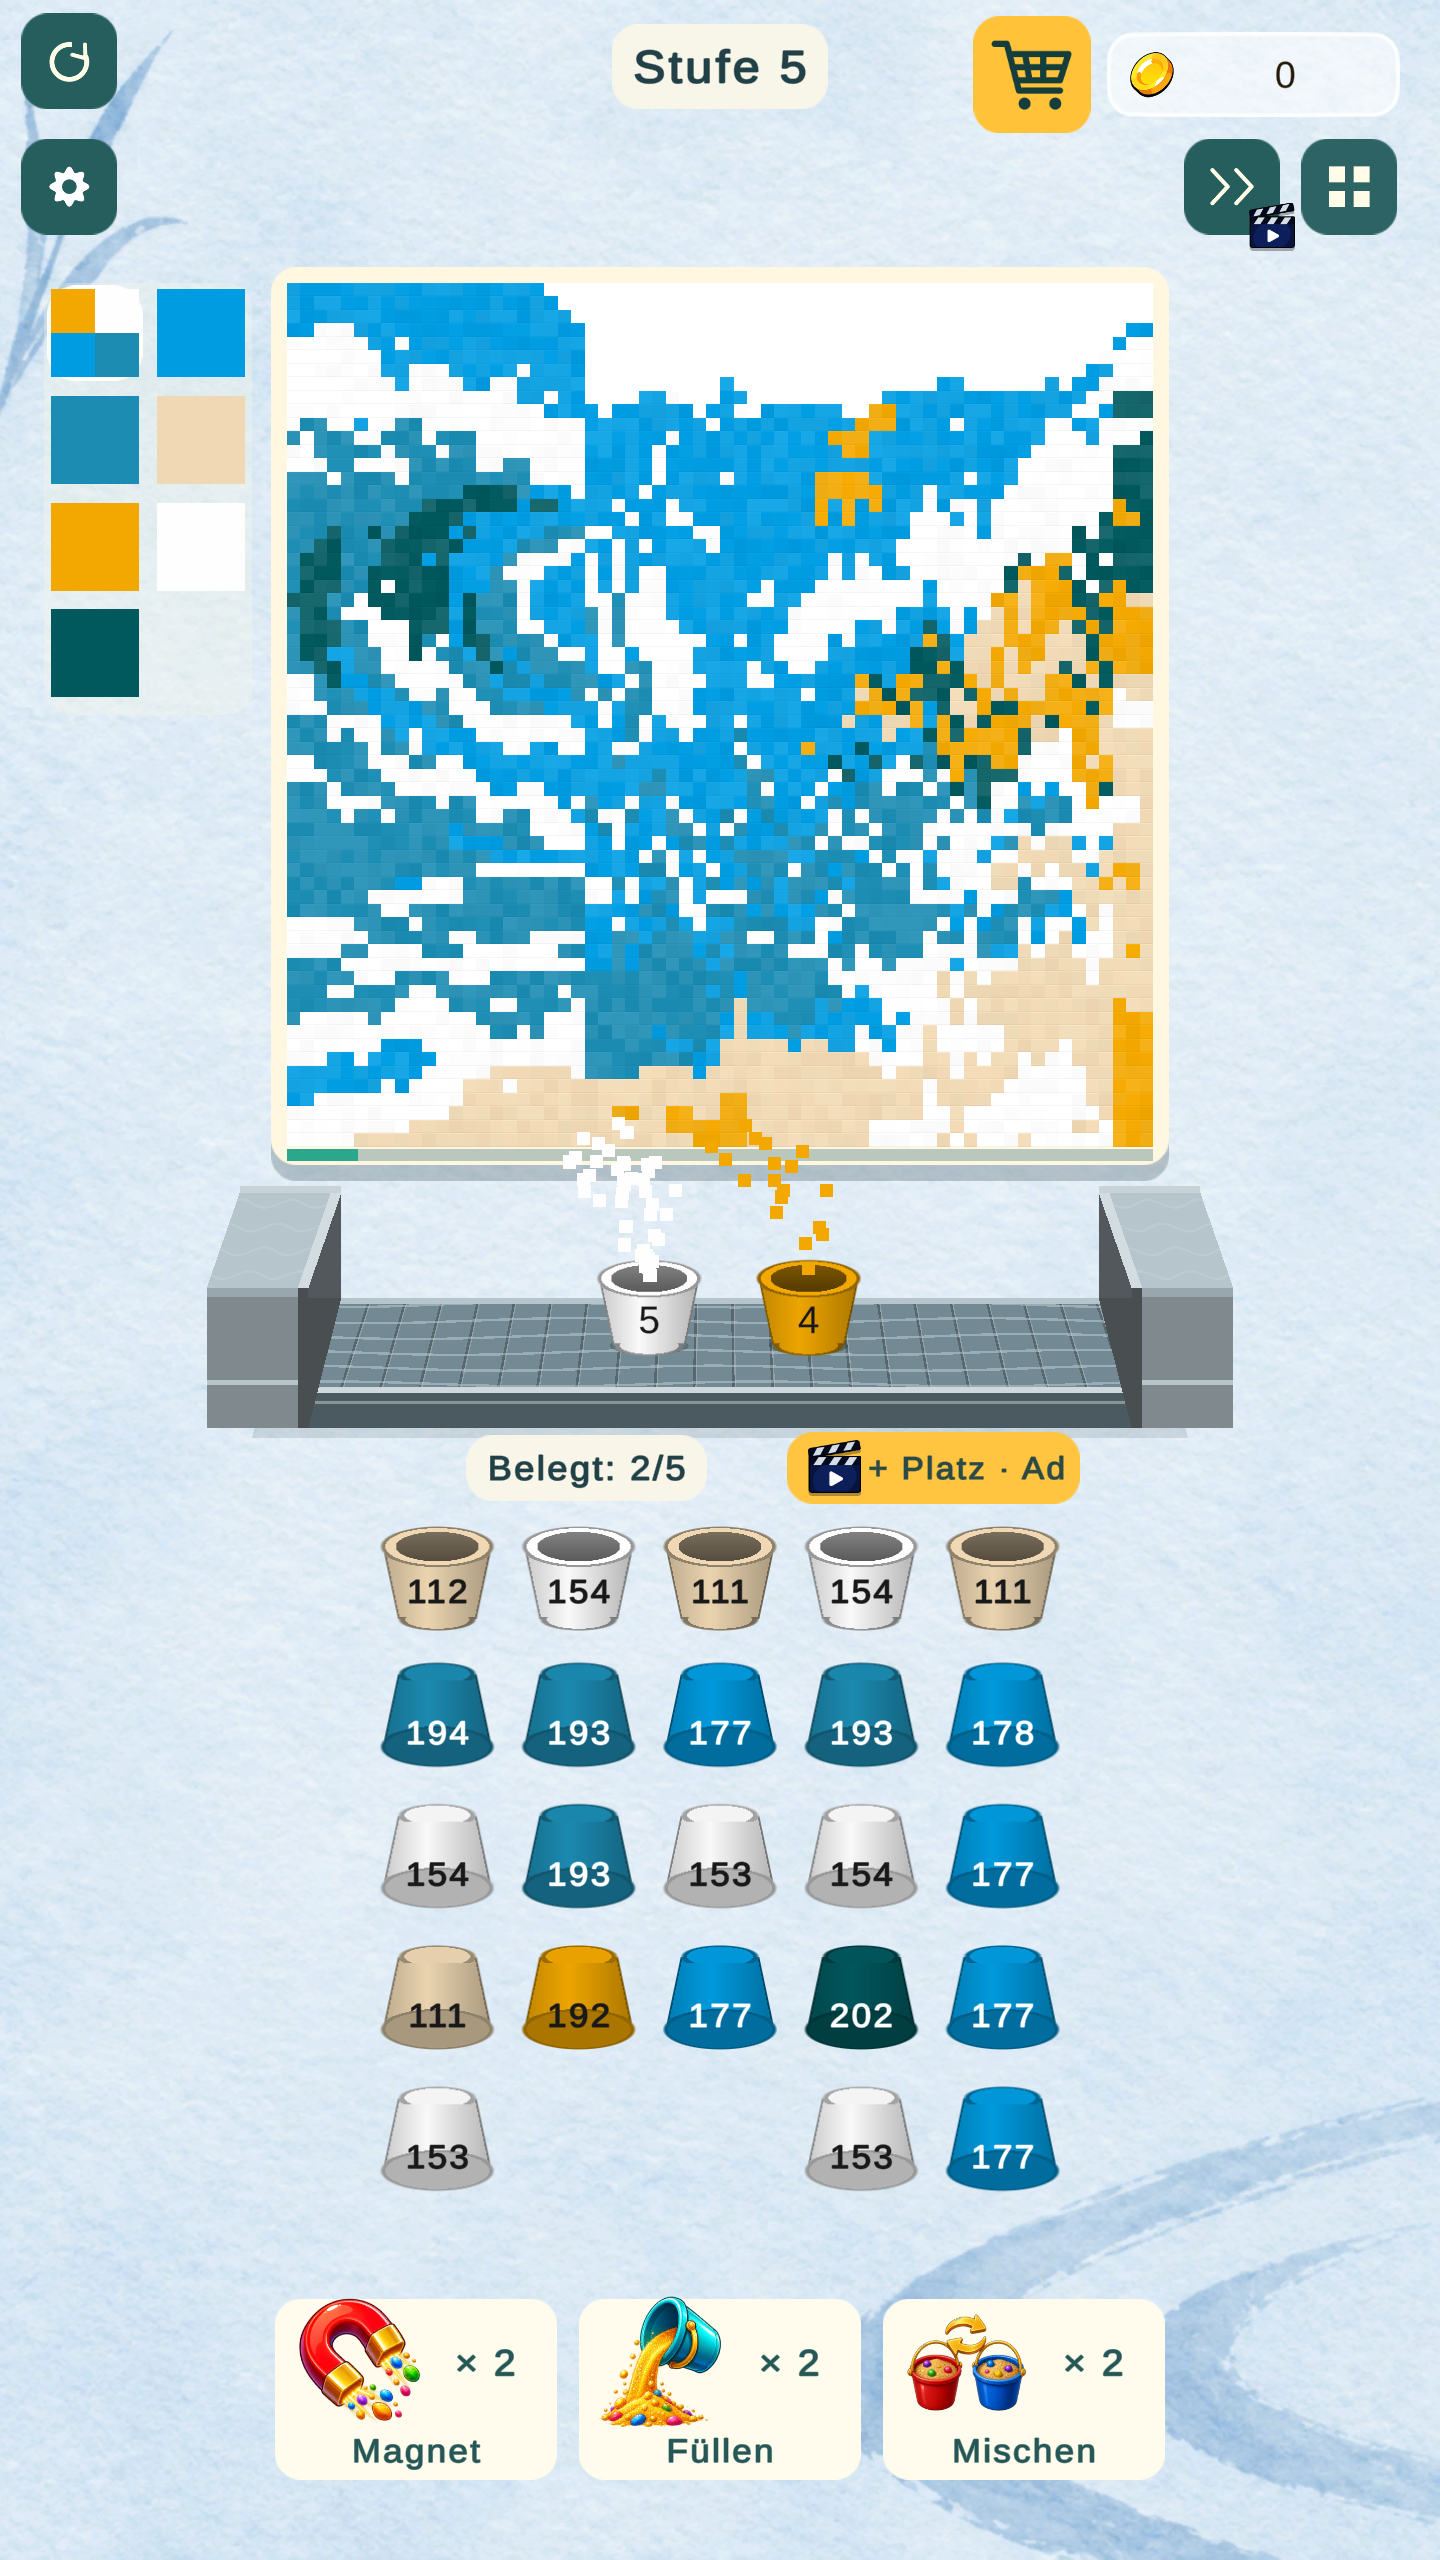 Stufe 5
0
5
4
Belegt: 2/5
+ Platz · Ad
112 154 111 154 111
194 193 177 193 178
154 193 153 154 177
111 192 177 202 177
153 153 177
× 2
× 2
× 2
Magnet
Füllen
Mischen